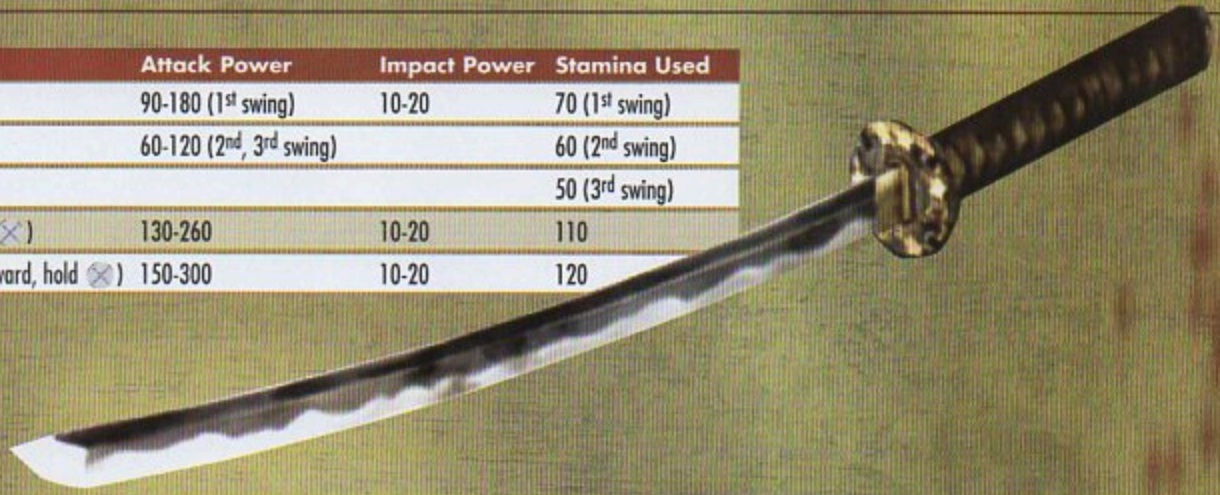 Attack Power Impact Power Stamina Used
90-180 (1st swing) 10-20 70 (1st swing)
60-120 (2nd, 3rd swing) 60 (2nd swing)
50 (3rd swing)
) 130-260 10-20 110
ward, hold ) 150-300 10-20 120